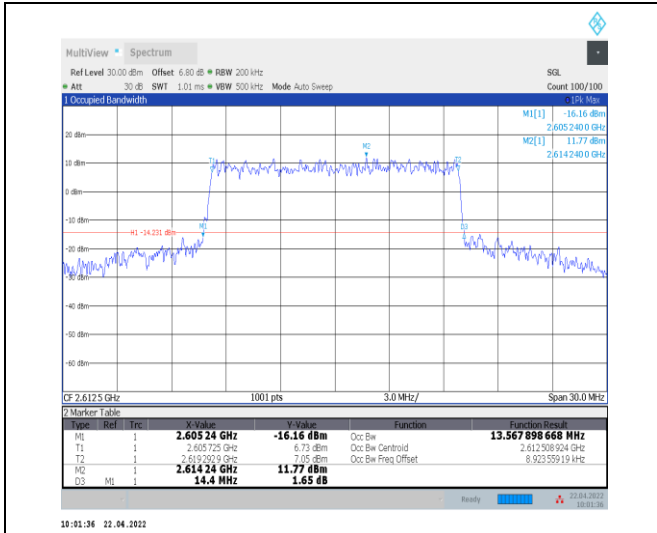 MultiView Spectrum
Ref Level 30.00 dBm Offset 6.80 dB RBW 200 kHz SGL
Att 30 dB SWT 1.01 ms VBW 500 kHz Mode Auto Sweep Count 100/100
1 Occupied Bandwidth 1Pk Max
M1[1] -16.16 dBm
2.605 240 0 GHz
M2[1] 11.77 dBm
2.614 240 0 GHz
20 dBm
M2
10 dBm
T1 T2
0 dBm
-10 dBm
M1 D3
H1 -14.231 dBm
-20 dBm
-30 dBm
-40 dBm
-50 dBm
-60 dBm
CF 2.6125 GHz 1001 pts 3.0 MHz/ Span 30.0 MHz
2 Marker Table
Type Ref Trc X-Value Y-Value Function Function Result
M1 1 2.605 24 GHz -16.16 dBm Occ Bw 13.567 898 668 MHz
T1 1 2.605 725 GHz 6.73 dBm Occ Bw Centroid 2.612 508 924 GHz
T2 1 2.619 292 9 GHz 7.05 dBm Occ Bw Freq Offset 8.923 559 19 kHz
M2 1 2.614 24 GHz 11.77 dBm
D3 M1 1 14.4 MHz 1.65 dB
Ready 22.04.2022
10:01:36
10:01:36 22.04.2022